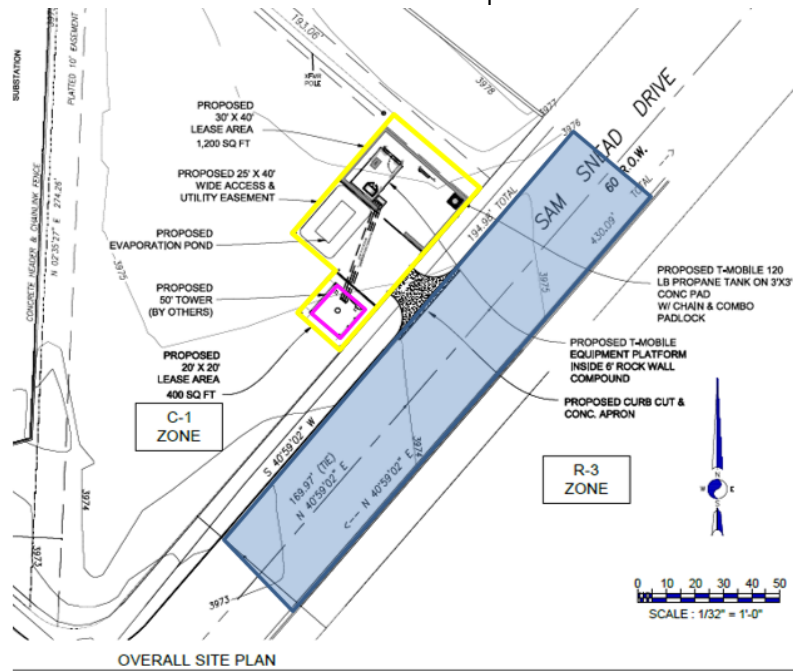 SUBSTATION
PLATTED 10' EASEMENT
CONCRETE HEADER & CHAINLINK FENCE
N 02°35'27" E 274.26'
193.06'
POLE
3978
3977
3976
SAM SNEAD DRIVE
60' R.O.W.
430.09' TOTAL
194.98' TOTAL
PROPOSED
30' X 40'
LEASE AREA
1,200 SQ FT
PROPOSED 25' X 40'
WIDE ACCESS &
UTILITY EASEMENT
PROPOSED
EVAPORATION POND
3975
3975
PROPOSED
50' TOWER
(BY OTHERS)
PROPOSED
20' X 20'
LEASE AREA
400 SQ FT
PROPOSED T-MOBILE 120
LB PROPANE TANK ON 3'X3'
CONC PAD
W/ CHAIN & COMBO
PADLOCK
PROPOSED T-MOBILE
EQUIPMENT PLATFORM
INSIDE 6' ROCK WALL
COMPOUND
PROPOSED CURB CUT &
CONC. APRON
C-1
ZONE
R-3
ZONE
S 40°59'02" W
169.97' (TIE)
N 40°59'02" E
N 40°59'02" E
3974
3974
3973
3973
N
W E
S
0 10 20 30 40 50
SCALE : 1/32" = 1'-0"
OVERALL SITE PLAN